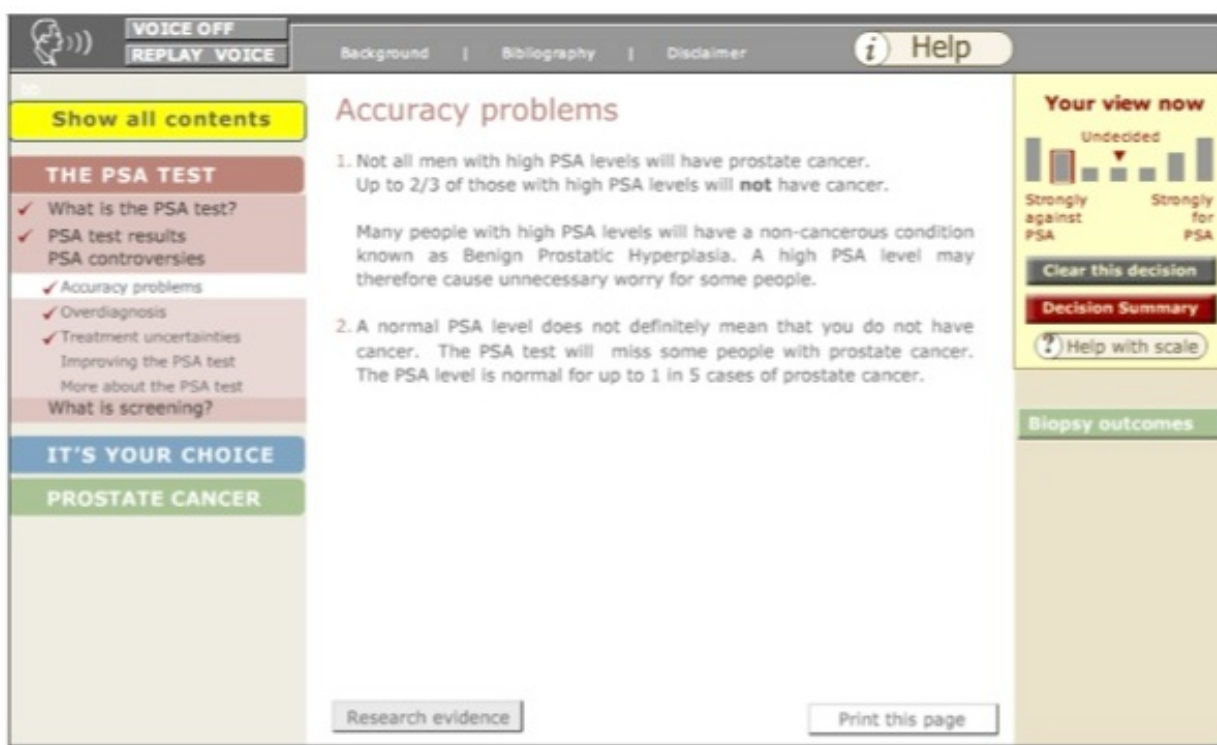 VOICE OFF
REPLAY VOICE
Background | Bibliography | Disclaimer
i Help
bb
Show all contents
THE PSA TEST
✓ What is the PSA test?
✓ PSA test results
PSA controversies
✓ Accuracy problems
✓ Overdiagnosis
✓ Treatment uncertainties
Improving the PSA test
More about the PSA test
What is screening?
IT'S YOUR CHOICE
PROSTATE CANCER
Accuracy problems
1. Not all men with high PSA levels will have prostate cancer.
Up to 2/3 of those with high PSA levels will not have cancer.
Many people with high PSA levels will have a non-cancerous condition
known as Benign Prostatic Hyperplasia. A high PSA level may
therefore cause unnecessary worry for some people.
2. A normal PSA level does not definitely mean that you do not have
cancer. The PSA test will miss some people with prostate cancer.
The PSA level is normal for up to 1 in 5 cases of prostate cancer.
Research evidence
Print this page
Your view now
Undecided
Strongly against PSA
Strongly for PSA
Clear this decision
Decision Summary
? Help with scale
Biopsy outcomes